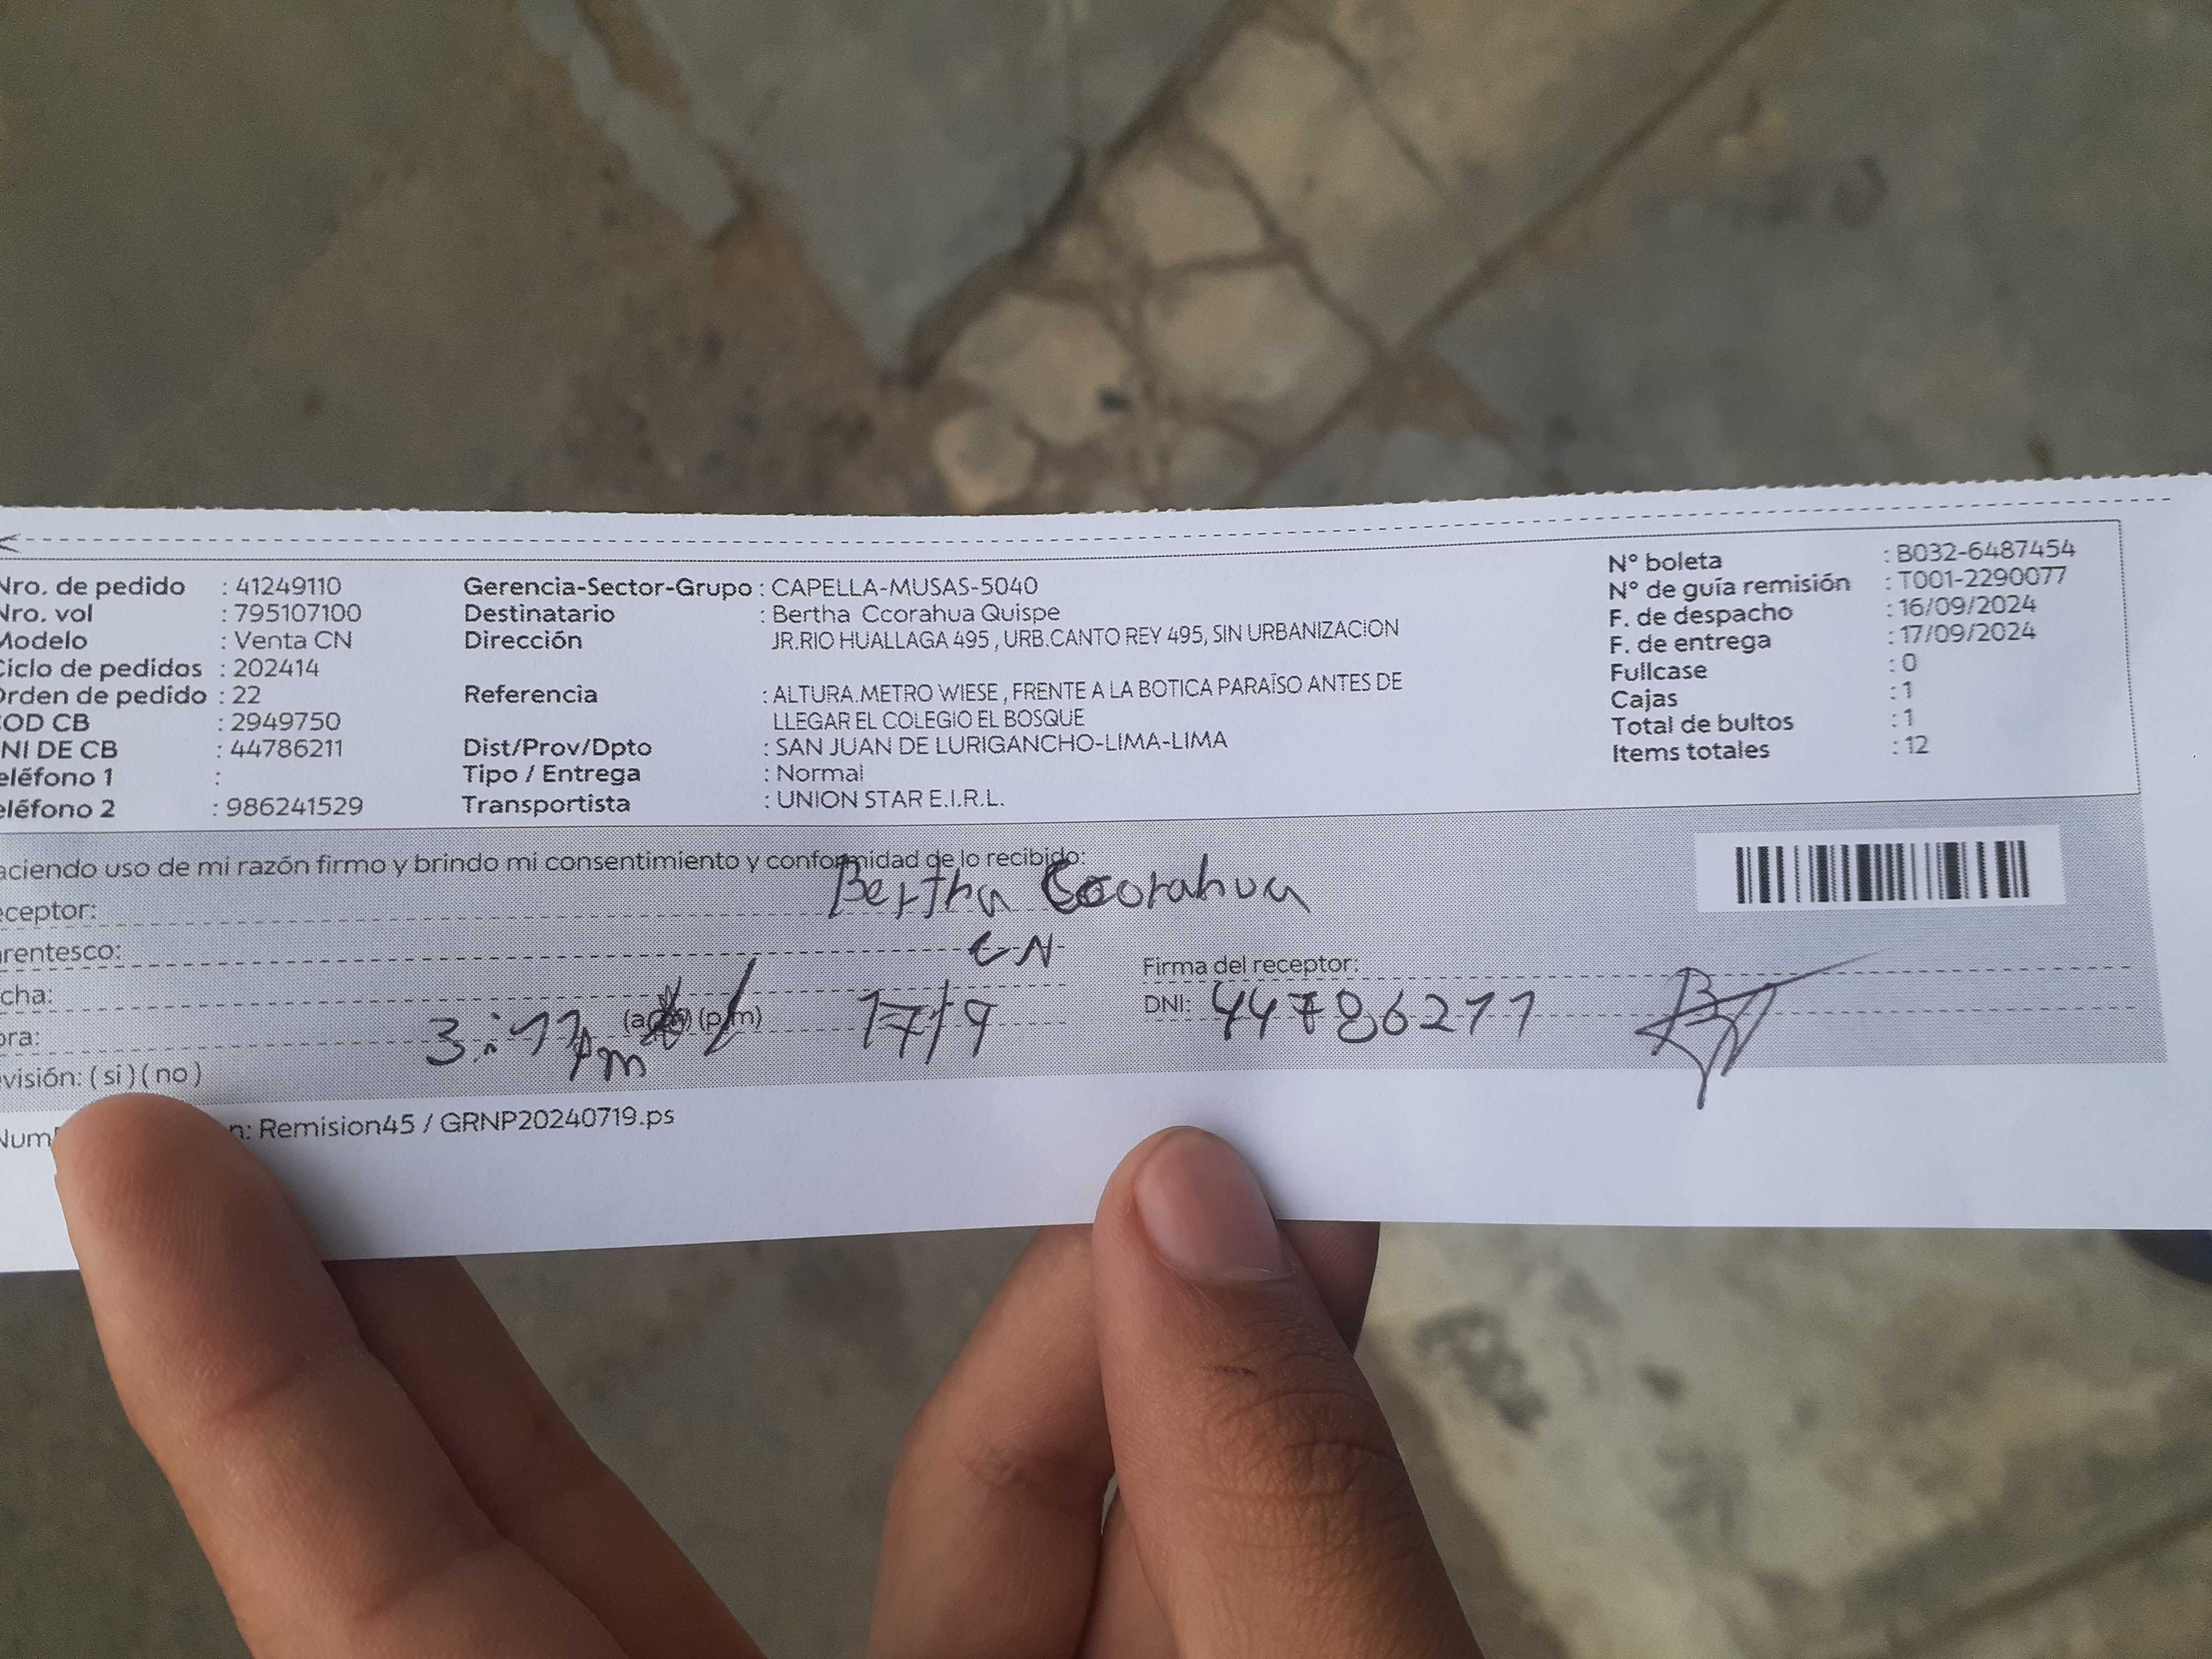 Nro. de pedido : 41249110
Nro. vol : 795107100
Modelo : Venta CN
Ciclo de pedidos : 202414
Orden de pedido : 22
COD CB : 2949750
NI DE CB : 44786211
eléfono 1 :
eléfono 2 : 986241529
Gerencia-Sector-Grupo : CAPELLA-MUSAS-5040
Destinatario : Bertha Ccorahua Quispe
Dirección JR.RIO HUALLAGA 495 , URB.CANTO REY 495, SIN URBANIZACION
Referencia : ALTURA.METRO WIESE , FRENTE A LA BOTICA PARAÍSO ANTES DE
LLEGAR EL COLEGIO EL BOSQUE
Dist/Prov/Dpto : SAN JUAN DE LURIGANCHO-LIMA-LIMA
Tipo / Entrega : Normal
Transportista : UNION STAR E.I.R.L.
N° boleta : B032-6487454
N° de guía remisión : T001-2290077
F. de despacho : 16/09/2024
F. de entrega : 17/09/2024
Fullcase : 0
Cajas : 1
Total de bultos : 1
Items totales : 12
aciendo uso de mi razón firmo y brindo mi consentimiento y conformidad de lo recibido:
eceptor: Bertha Ccorahua
arentesco: CN
Firma del receptor:
cha: 17/9
DNI: 44786211
ora: 3:11 pm (p.m)
visión: ( si ) ( no )
n: Remision45 / GRNP20240719.ps